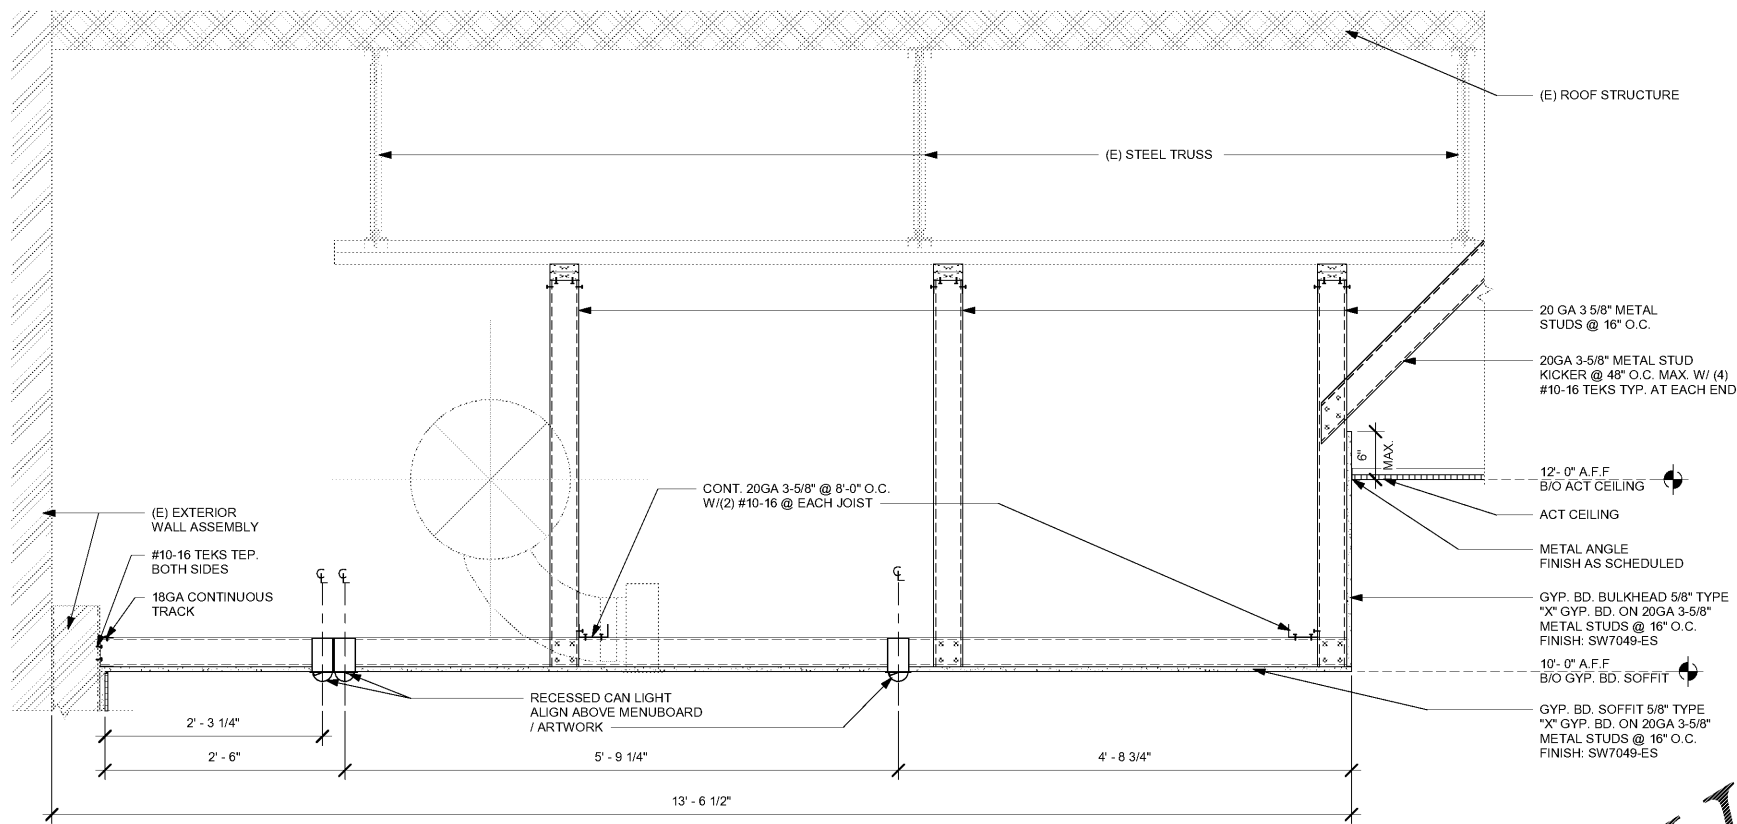 (E) ROOF STRUCTURE
(E) STEEL TRUSS
20 GA 3 5/8" METAL
STUDS @ 16" O.C.
20GA 3-5/8" METAL STUD
KICKER @ 48" O.C. MAX. W/ (4)
#10-16 TEKS TYP. AT EACH END
6"
MAX.
12'- 0" A.F.F
B/O ACT CEILING
CONT. 20GA 3-5/8" @ 8'-0" O.C.
W/(2) #10-16 @ EACH JOIST
ACT CEILING
(E) EXTERIOR
WALL ASSEMBLY
METAL ANGLE
FINISH AS SCHEDULED
#10-16 TEKS TEP.
BOTH SIDES
18GA CONTINUOUS
TRACK
GYP. BD. BULKHEAD 5/8" TYPE
"X" GYP. BD. ON 20GA 3-5/8"
METAL STUDS @ 16" O.C.
FINISH: SW7049-ES
10'- 0" A.F.F
B/O GYP. BD. SOFFIT
RECESSED CAN LIGHT
ALIGN ABOVE MENUBOARD
/ ARTWORK
GYP. BD. SOFFIT 5/8" TYPE
"X" GYP. BD. ON 20GA 3-5/8"
METAL STUDS @ 16" O.C.
FINISH: SW7049-ES
2' - 3 1/4"
2' - 6"
5' - 9 1/4"
4' - 8 3/4"
13' - 6 1/2"